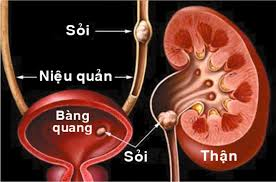 Sỏi
Niệu quản
Bàng
quang
Sỏi
Thận